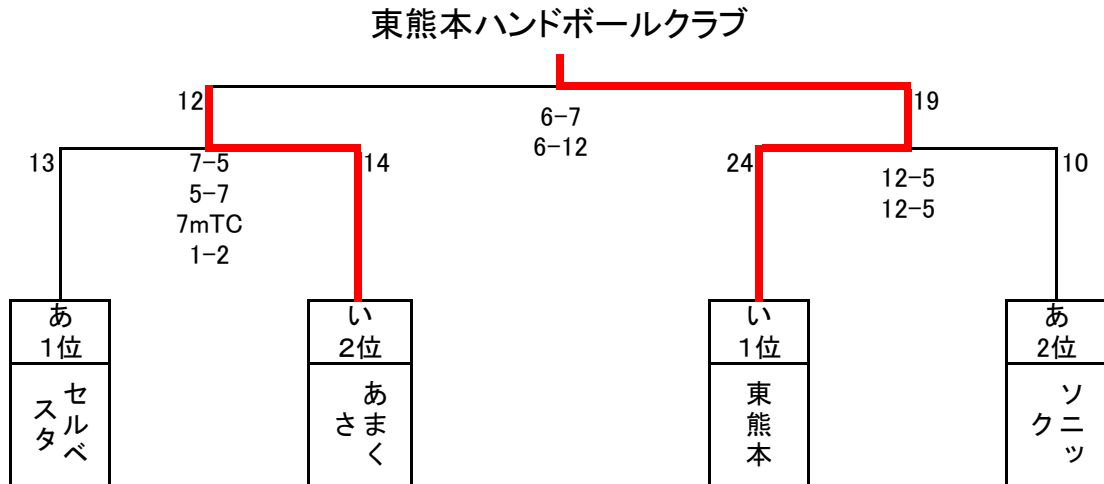 東熊本ハンドボールクラブ
12
19
6-7
6-12
13
7-5
14
24
12-5
10
5-7
12-5
7mTC
1-2
あ
1位
い
2位
い
1位
あ
2位
セルベ
スタ
あまく
さ
東熊本
ソニッ
ク